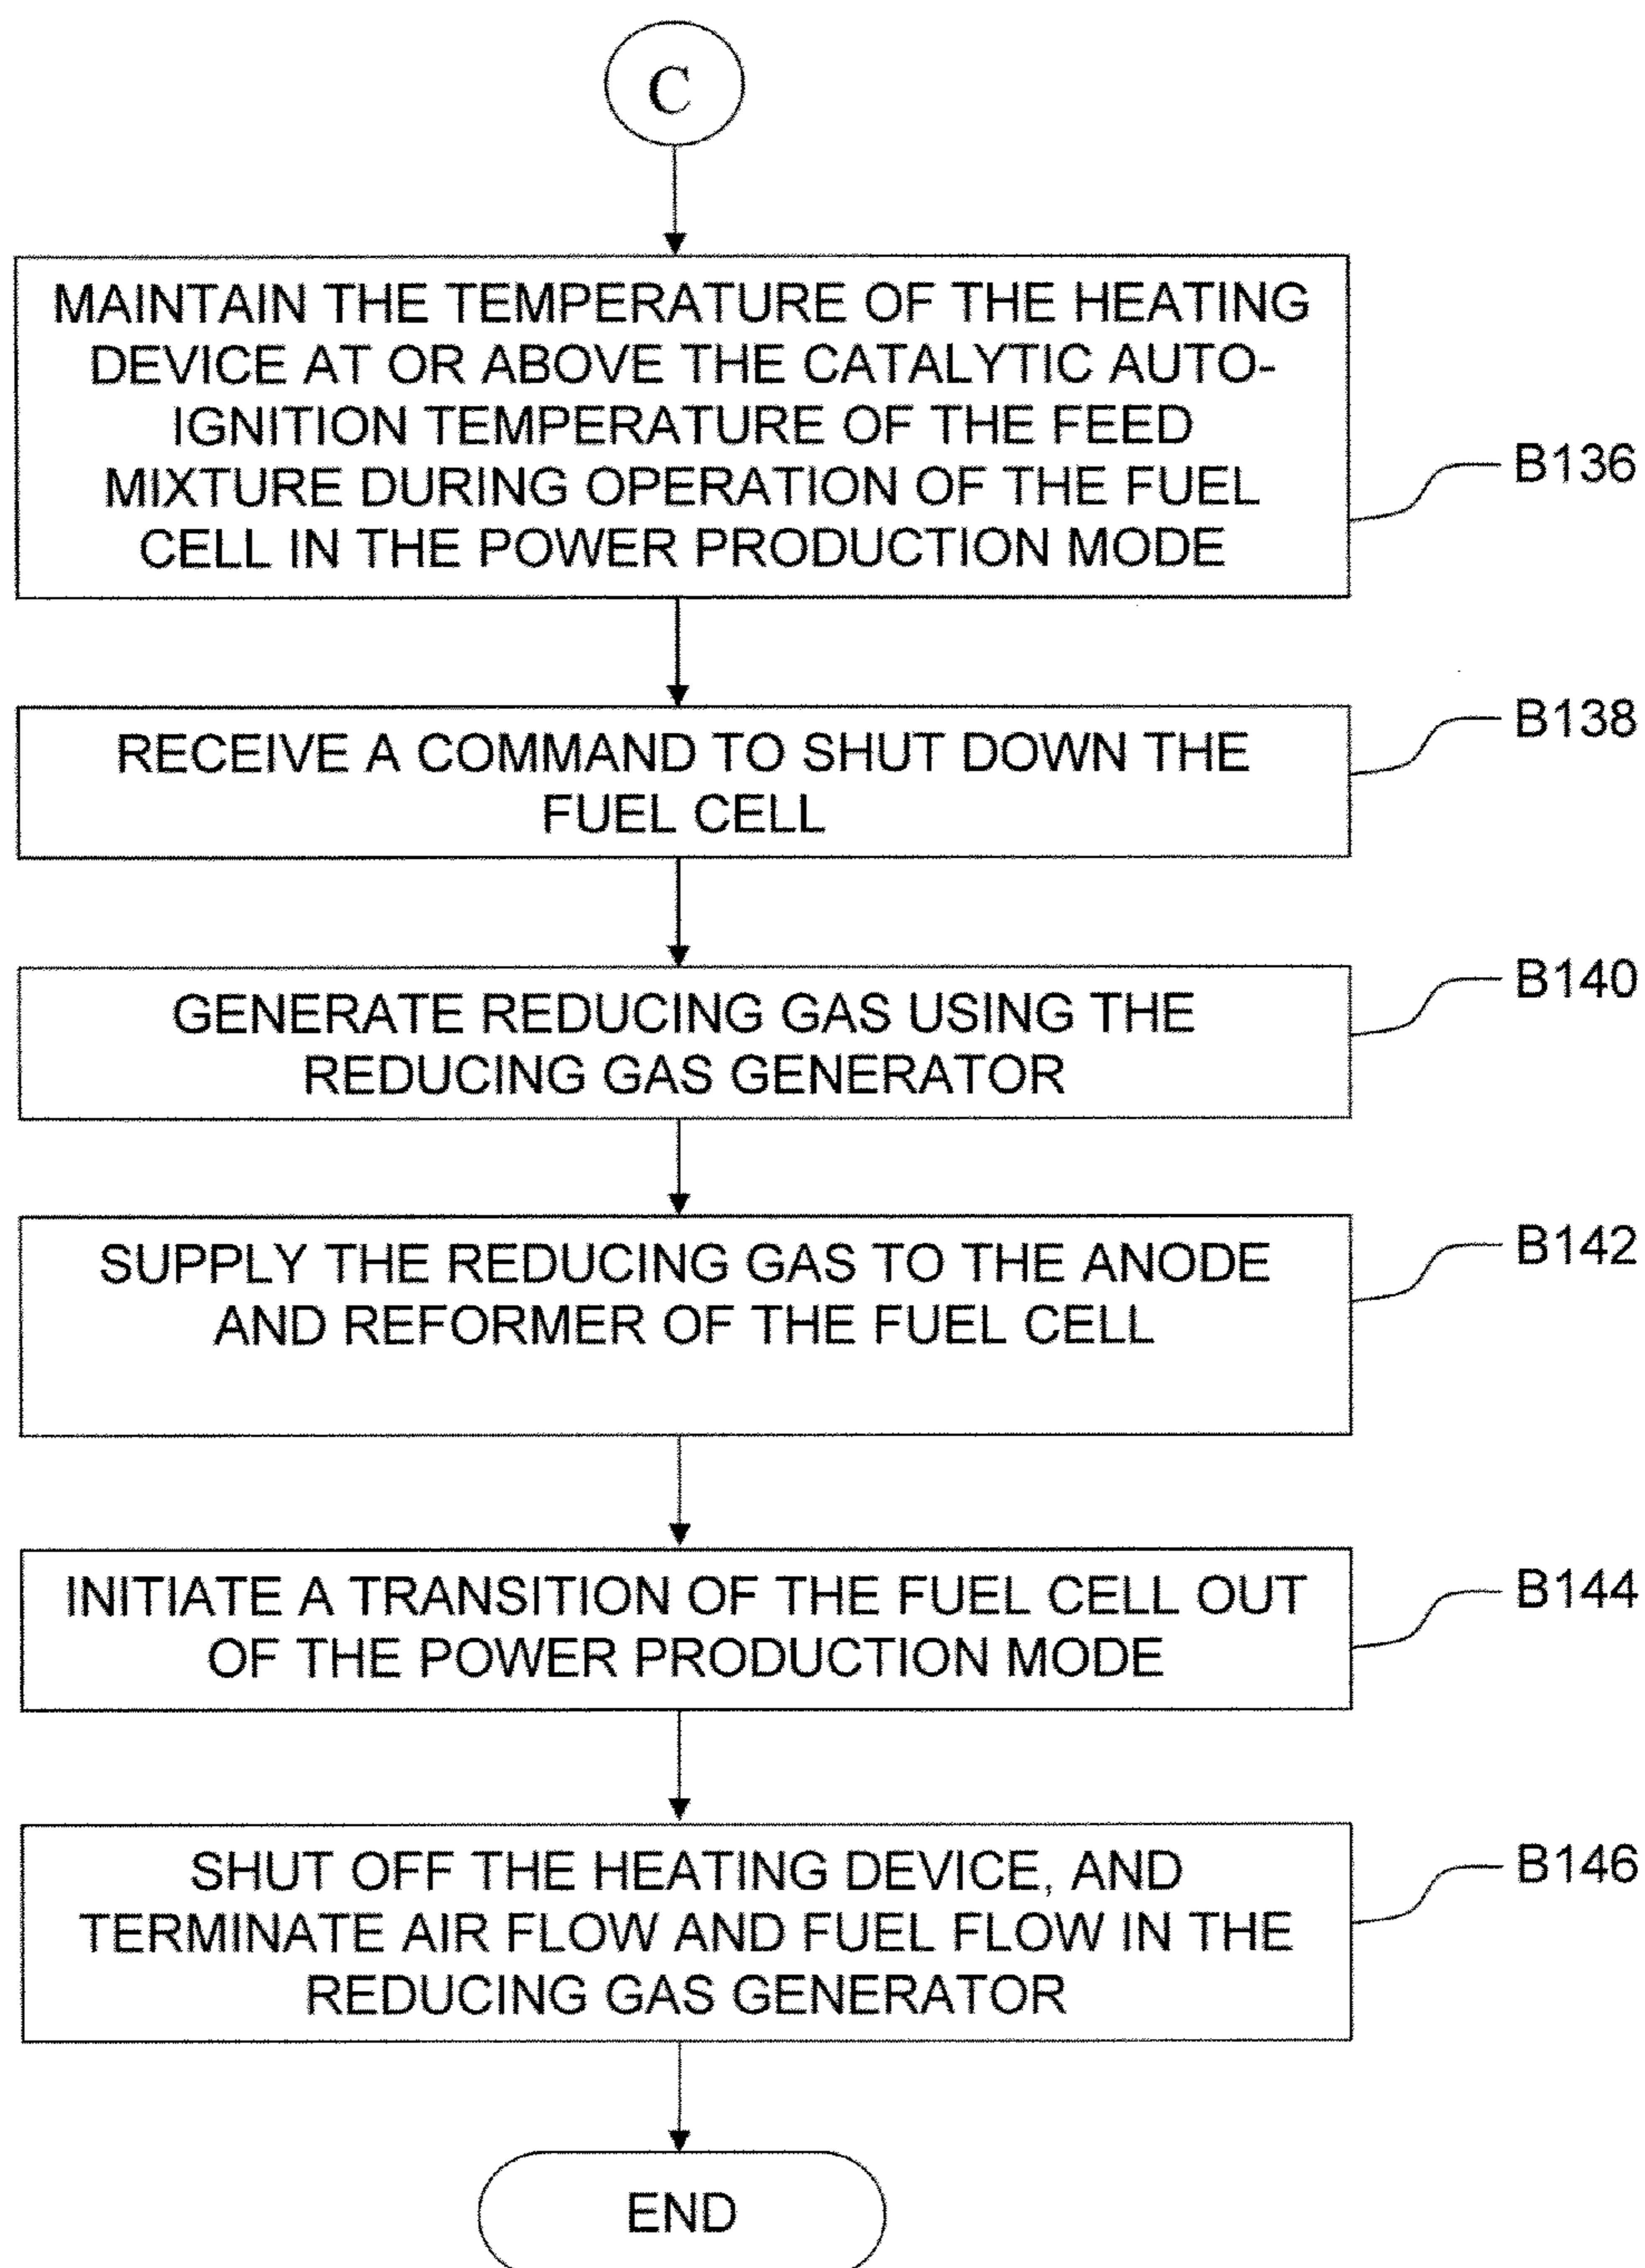 C
MAINTAIN THE TEMPERATURE OF THE HEATING
DEVICE AT OR ABOVE THE CATALYTIC AUTO-
IGNITION TEMPERATURE OF THE FEED
MIXTURE DURING OPERATION OF THE FUEL
CELL IN THE POWER PRODUCTION MODE
B136
RECEIVE A COMMAND TO SHUT DOWN THE
FUEL CELL
B138
GENERATE REDUCING GAS USING THE
REDUCING GAS GENERATOR
B140
SUPPLY THE REDUCING GAS TO THE ANODE
AND REFORMER OF THE FUEL CELL
B142
INITIATE A TRANSITION OF THE FUEL CELL OUT
OF THE POWER PRODUCTION MODE
B144
SHUT OFF THE HEATING DEVICE, AND
TERMINATE AIR FLOW AND FUEL FLOW IN THE
REDUCING GAS GENERATOR
B146
END